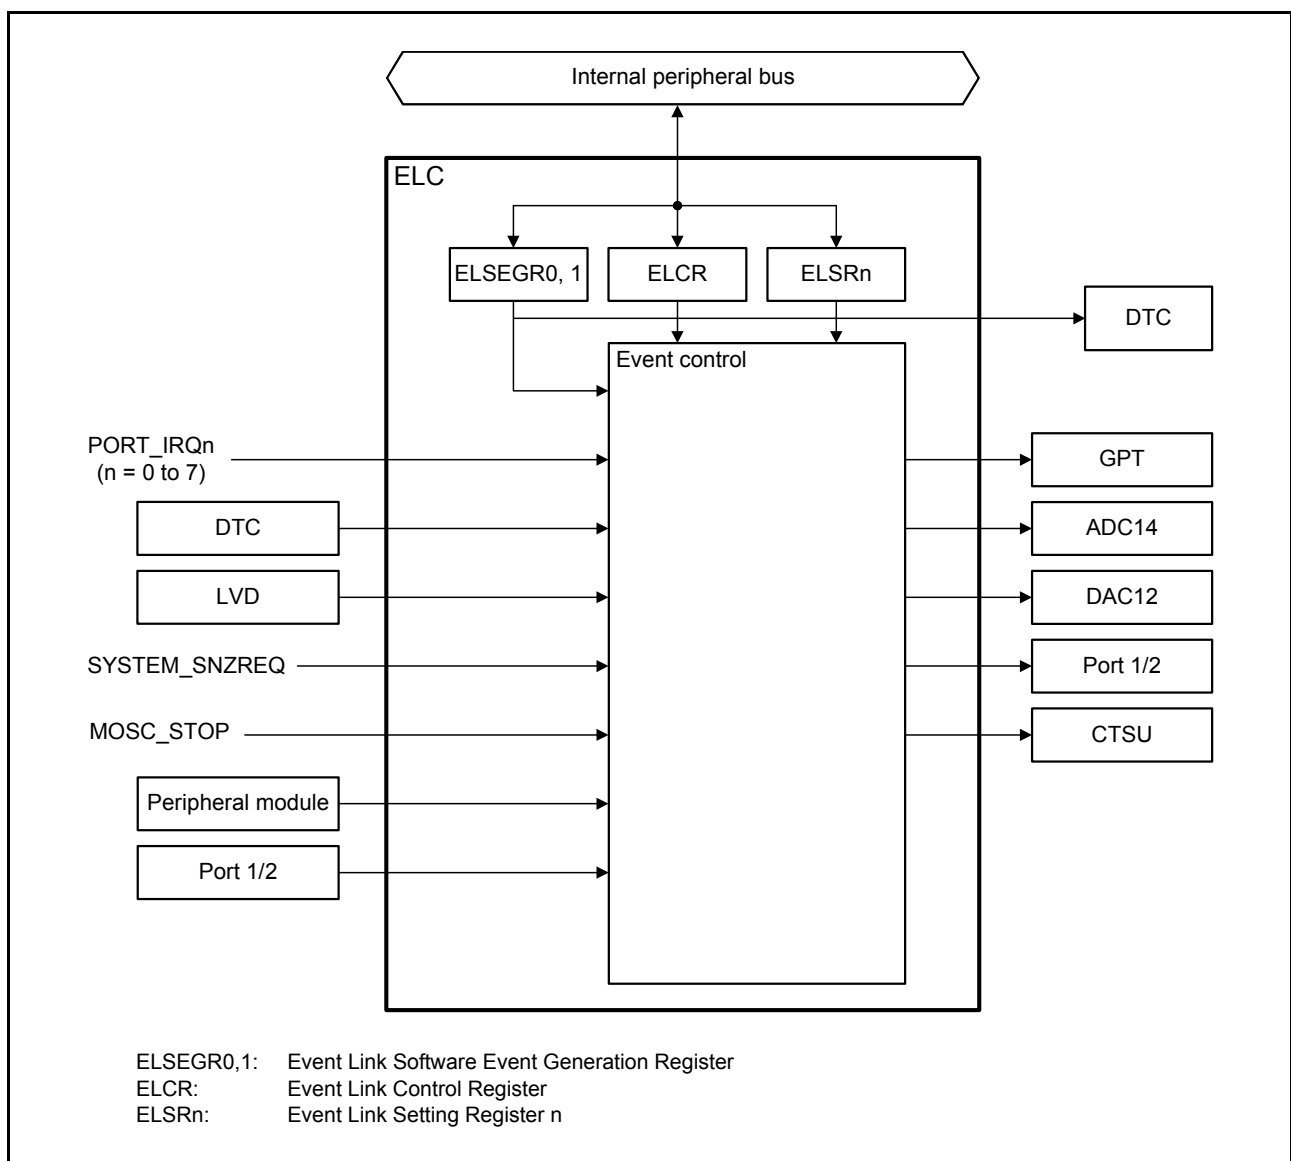 Internal peripheral bus
ELC
ELSEGR0, 1
ELCR
ELSRn
DTC
Event control
PORT_IRQn
(n = 0 to 7)
GPT
DTC
ADC14
LVD
DAC12
SYSTEM_SNZREQ
Port 1/2
MOSC_STOP
CTSU
Peripheral module
Port 1/2
ELSEGR0,1: Event Link Software Event Generation Register
ELCR: Event Link Control Register
ELSRn: Event Link Setting Register n